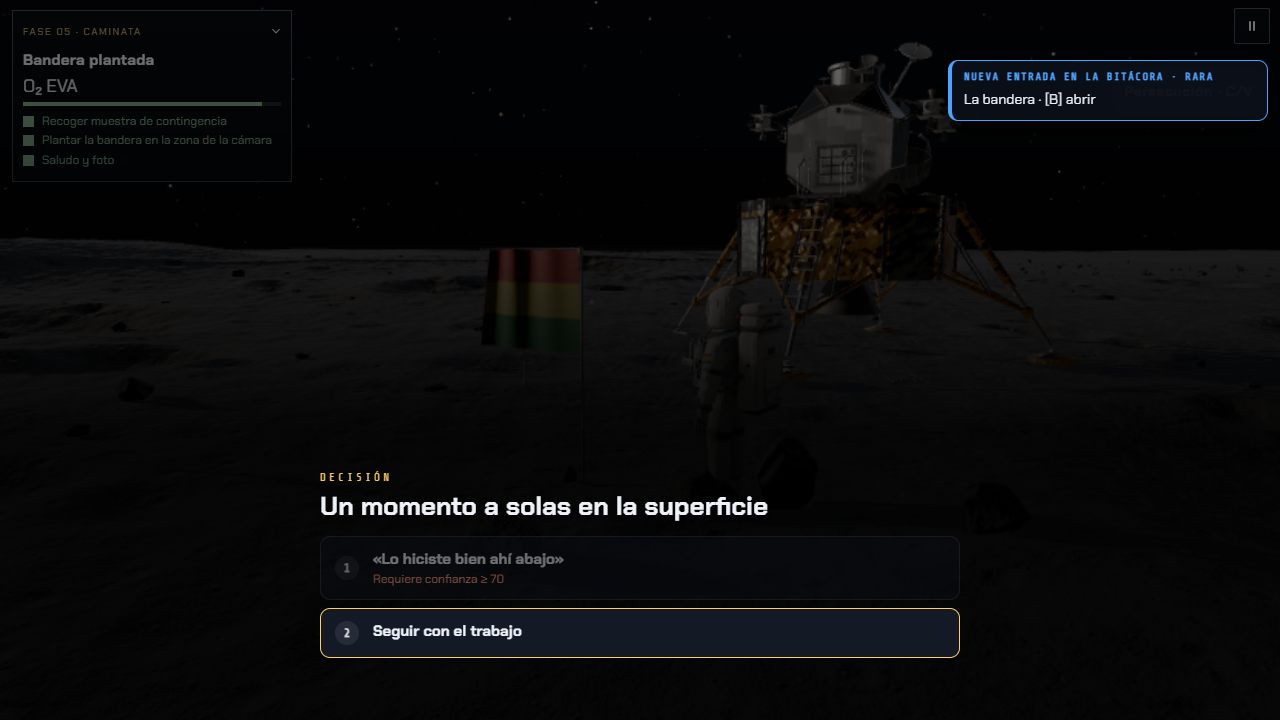 FASE 05 · CAMINATA
Bandera plantada
O₂ EVA
Recoger muestra de contingencia
Plantar la bandera en la zona de la cámara
Saludo y foto
NUEVA ENTRADA EN LA BITÁCORA · RARA
La bandera · [B] abrir
Persecución · C/V
DECISIÓN
Un momento a solas en la superficie
1 «Lo hiciste bien ahí abajo»
Requiere confianza ≥ 70
2 Seguir con el trabajo